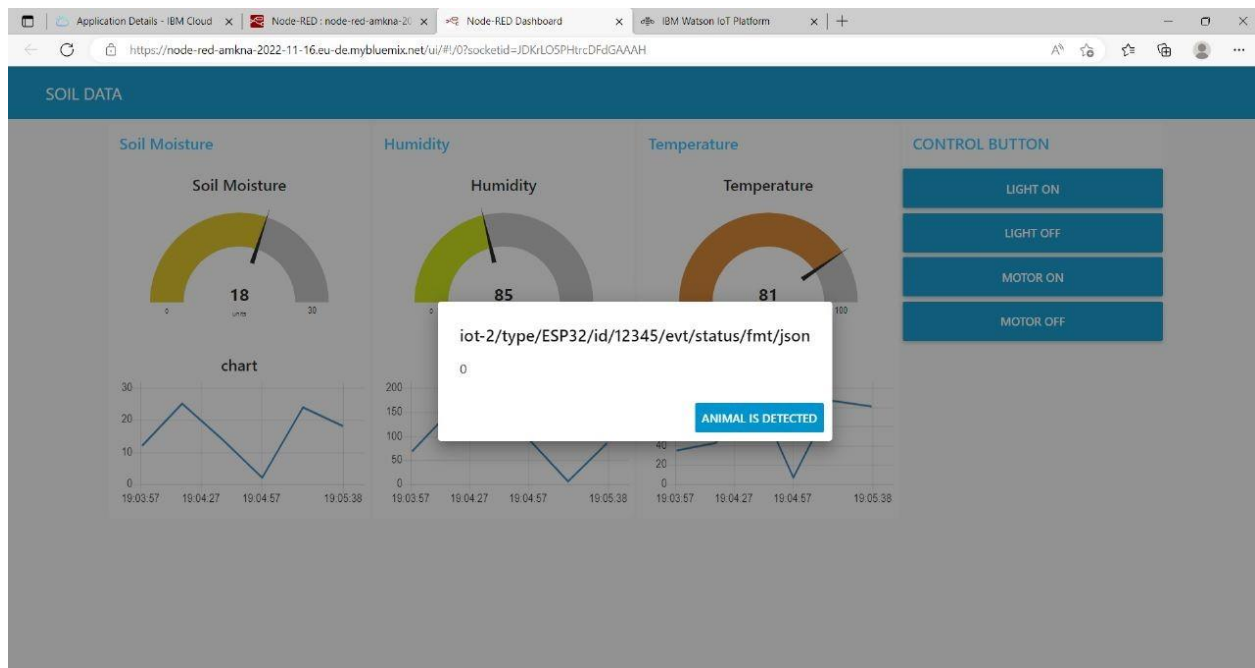 Application Details - IBM Cloud
Node-RED : node-red-amkna-20
Node-RED Dashboard
IBM Watson IoT Platform
https://node-red-amkna-2022-11-16.eu-de.mybluemix.net/ui/#!/0?socketid=JDKrLO5PHtrcDFdGAAAH
SOIL DATA
Soil Moisture
Humidity
Temperature
CONTROL BUTTON
Soil Moisture
Humidity
Temperature
LIGHT ON
LIGHT OFF
MOTOR ON
MOTOR OFF
18
0 units 30
85
0
81
100
iot-2/type/ESP32/id/12345/evt/status/fmt/json
0
ANIMAL IS DETECTED
chart
30
20
10
0
19:03:57 19:04:27 19:04:57 19:05:38
200
150
100
50
0
19:03:57 19:04:27 19:04:57 19:05:38
40
20
0
19:03:57 19:04:27 19:04:57 19:05:38